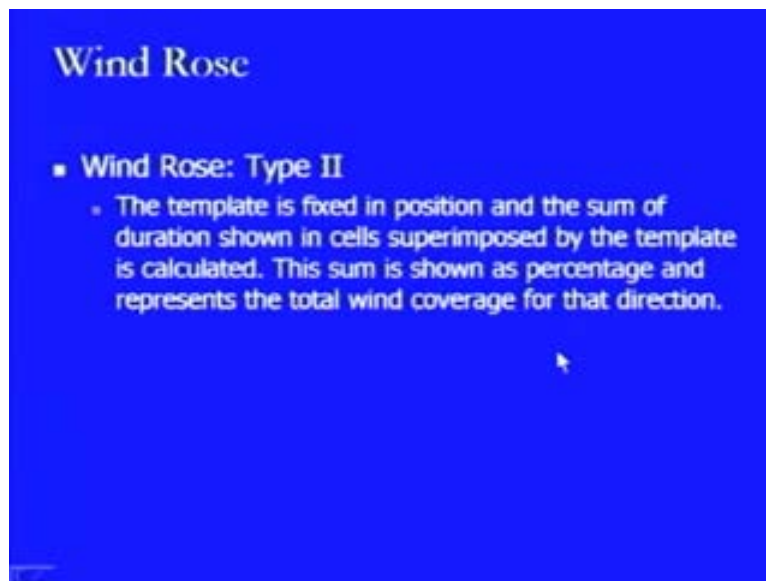 Wind Rose
Wind Rose: Type II
The template is fixed in position and the sum of
duration shown in cells superimposed by the template
is calculated. This sum is shown as percentage and
represents the total wind coverage for that direction.